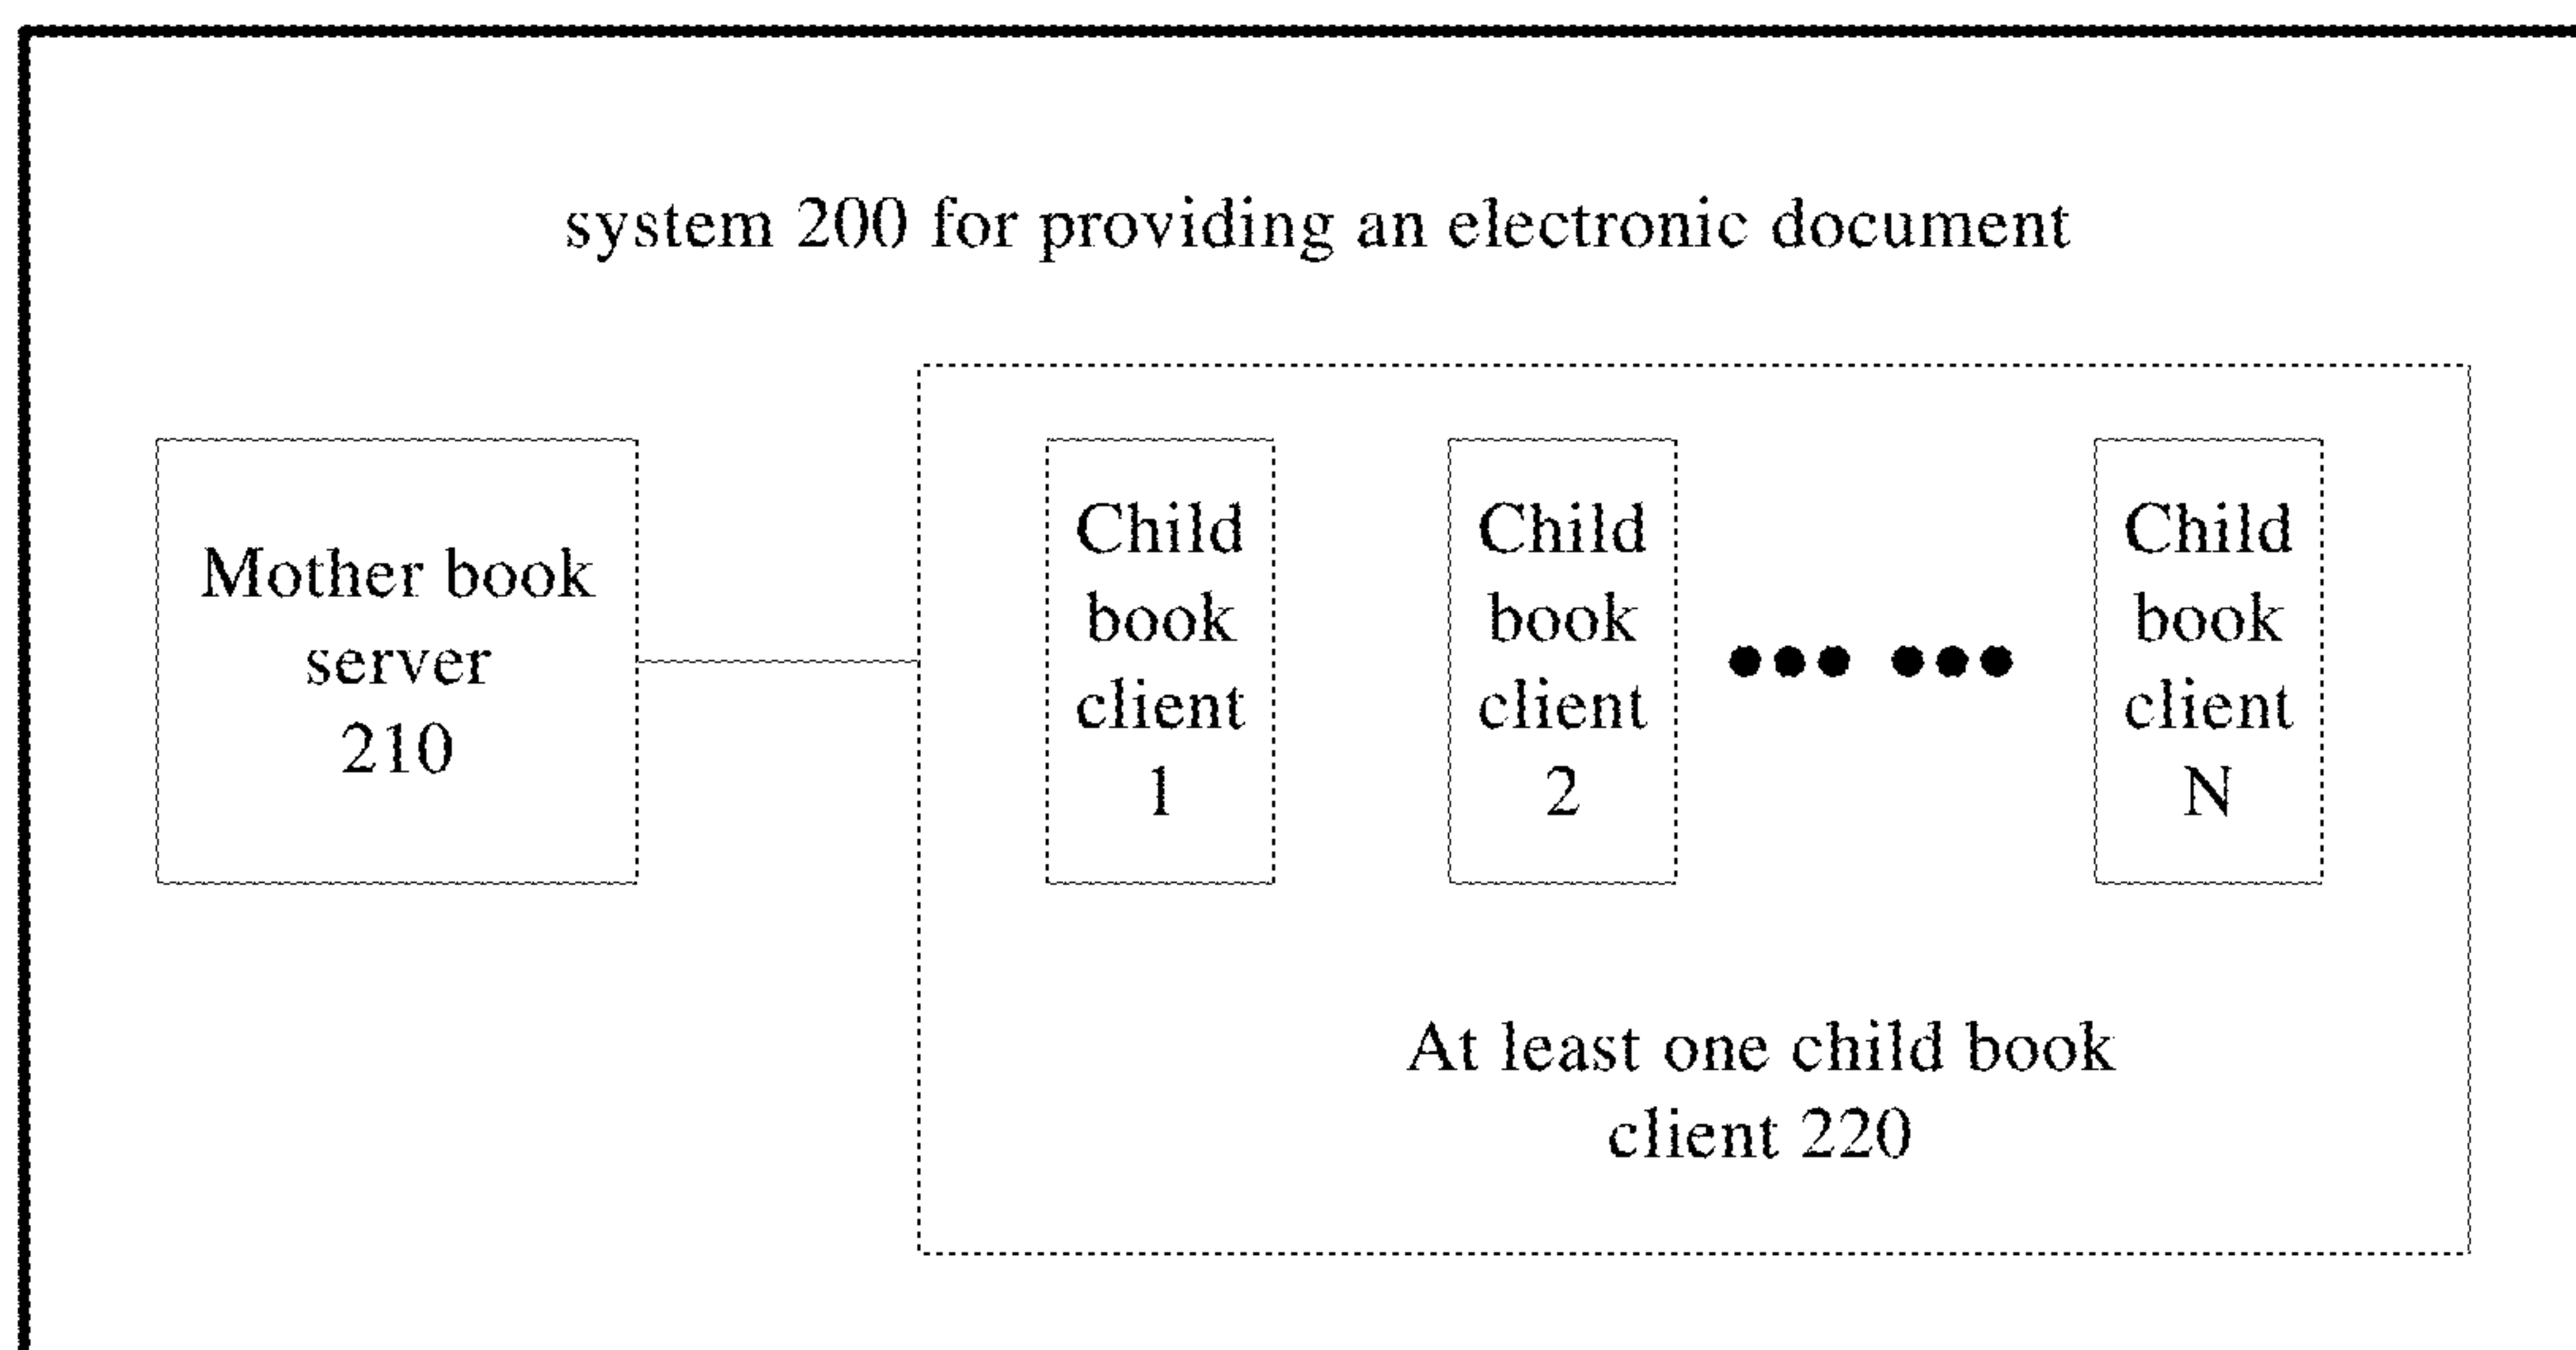 system 200 for providing an electronic document
Mother book
server
210
Child
book
client
1
Child
book
client
2
Child
book
client
N
At least one child book
client 220